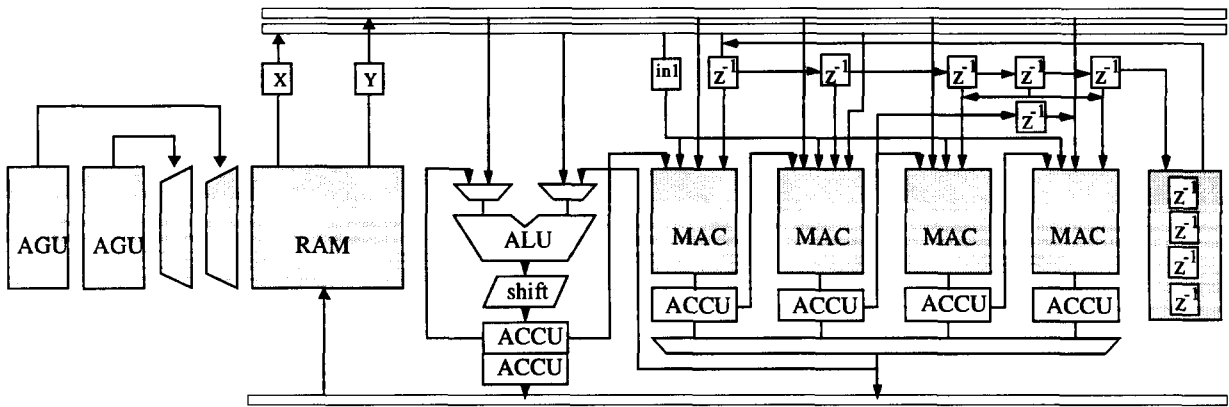 X
Y
in1
z⁻¹
z⁻¹
z⁻¹
z⁻¹
z⁻¹
z⁻¹
AGU
AGU
RAM
ALU
MAC
MAC
MAC
MAC
z⁻¹
z⁻¹
z⁻¹
z⁻¹
shift
ACCU
ACCU
ACCU
ACCU
ACCU
ACCU